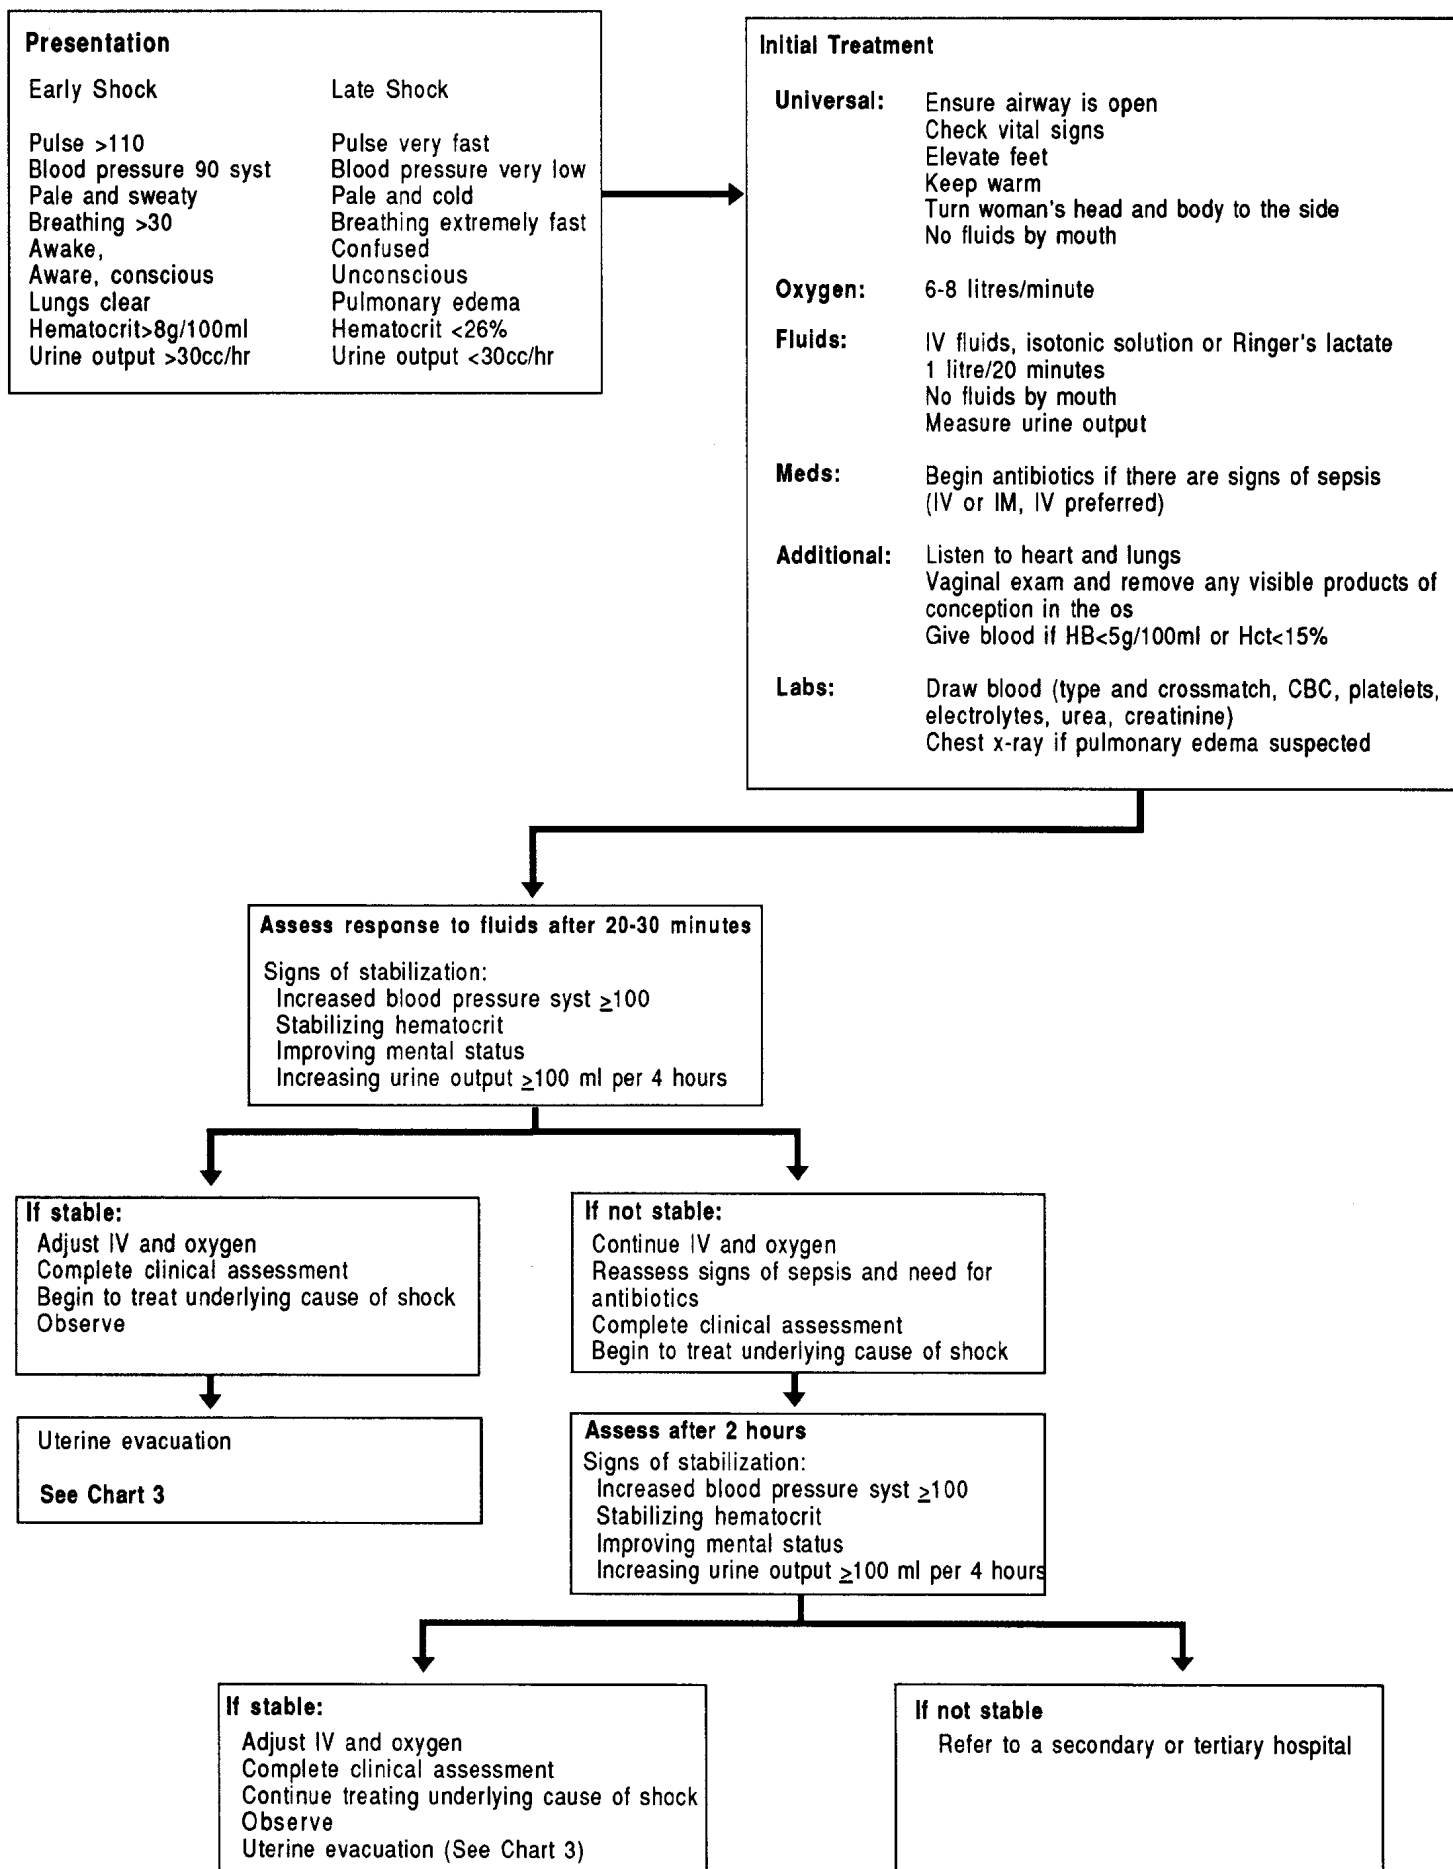 Presentation
Early Shock
Pulse >110
Blood pressure 90 syst
Pale and sweaty
Breathing >30
Awake,
Aware, conscious
Lungs clear
Hematocrit>8g/100ml
Urine output >30cc/hr
Late Shock
Pulse very fast
Blood pressure very low
Pale and cold
Breathing extremely fast
Confused
Unconscious
Pulmonary edema
Hematocrit <26%
Urine output <30cc/hr
Initial Treatment
Universal: Ensure airway is open
Check vital signs
Elevate feet
Keep warm
Turn woman's head and body to the side
No fluids by mouth
Oxygen: 6-8 litres/minute
Fluids: IV fluids, isotonic solution or Ringer's lactate
1 litre/20 minutes
No fluids by mouth
Measure urine output
Meds: Begin antibiotics if there are signs of sepsis
(IV or IM, IV preferred)
Additional: Listen to heart and lungs
Vaginal exam and remove any visible products of
conception in the os
Give blood if HB<5g/100ml or Hct<15%
Labs: Draw blood (type and crossmatch, CBC, platelets,
electrolytes, urea, creatinine)
Chest x-ray if pulmonary edema suspected
Assess response to fluids after 20-30 minutes
Signs of stabilization:
Increased blood pressure syst ≥100
Stabilizing hematocrit
Improving mental status
Increasing urine output ≥100 ml per 4 hours
If stable:
Adjust IV and oxygen
Complete clinical assessment
Begin to treat underlying cause of shock
Observe
Uterine evacuation
See Chart 3
If not stable:
Continue IV and oxygen
Reassess signs of sepsis and need for
antibiotics
Complete clinical assessment
Begin to treat underlying cause of shock
Assess after 2 hours
Signs of stabilization:
Increased blood pressure syst ≥100
Stabilizing hematocrit
Improving mental status
Increasing urine output ≥100 ml per 4 hours
If stable:
Adjust IV and oxygen
Complete clinical assessment
Continue treating underlying cause of shock
Observe
Uterine evacuation (See Chart 3)
If not stable
Refer to a secondary or tertiary hospital